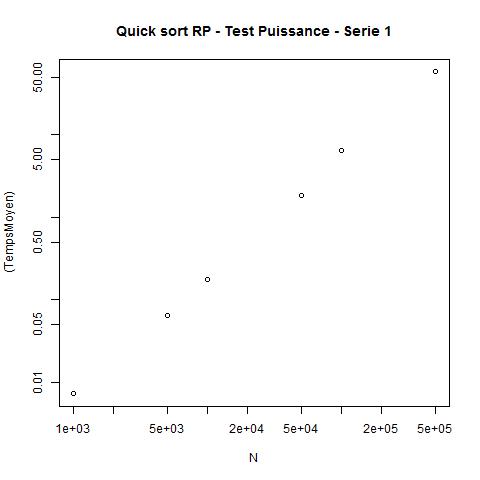 Quick sort RP - Test Puissance - Serie 1
50.00
5.00
0.50
0.05
0.01
(TempsMoyen)
1e+03
5e+03
2e+04
5e+04
2e+05
5e+05
N